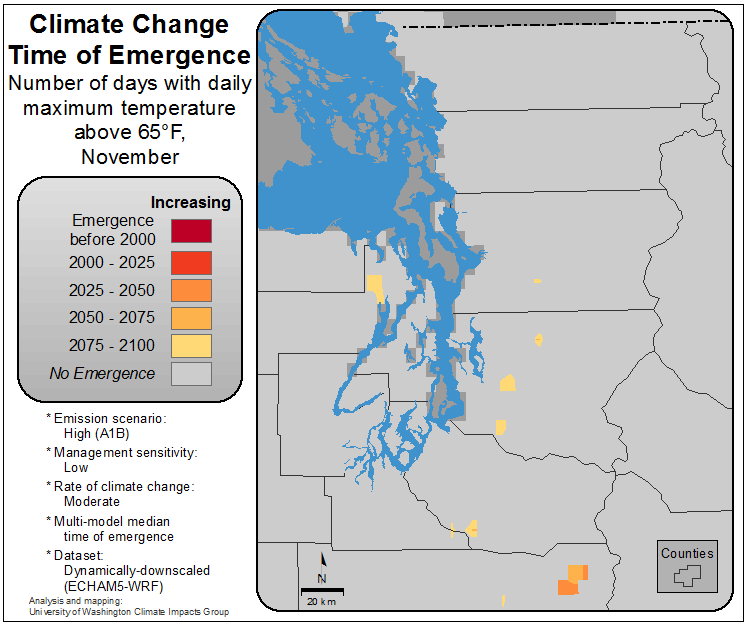 Climate Change
Time of Emergence
Number of days with daily
maximum temperature
above 65°F,
November
Increasing
Emergence
before 2000
2000 - 2025
2025 - 2050
2050 - 2075
2075 - 2100
No Emergence
* Emission scenario:
High (A1B)
* Management sensitivity:
Low
* Rate of climate change:
Moderate
* Multi-model median
time of emergence
* Dataset:
Dynamically-downscaled
(ECHAM5-WRF)
Analysis and mapping:
University of Washington Climate Impacts Group
N
20 km
Counties